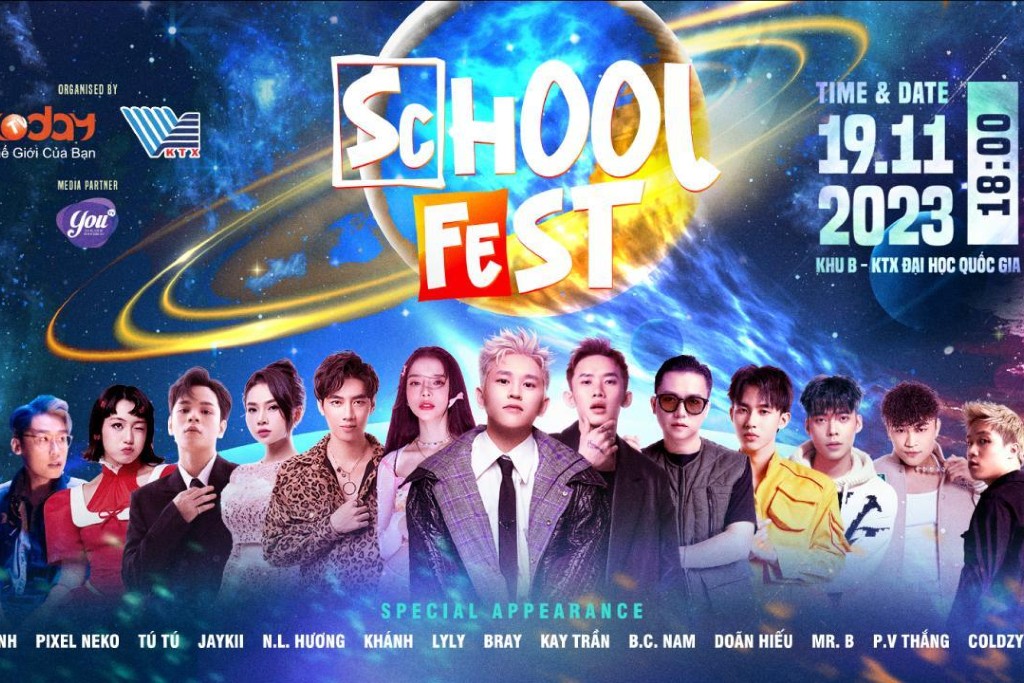 ORGANISED BY
today
ế Giới Của Bạn
KTX
MEDIA PARTNER
you
SCHOOL
FEST
TIME & DATE
19.11
2023
18:00
KHU B - KTX ĐẠI HỌC QUỐC GIA
SPECIAL APPEARANCE
NH PIXEL NEKO TÚ TÚ JAYKII N.L. HƯƠNG KHÁNH LYLY BRAY KAY TRẦN B.C. NAM DOÃN HIẾU MR. B P.V THẮNG COLDZY